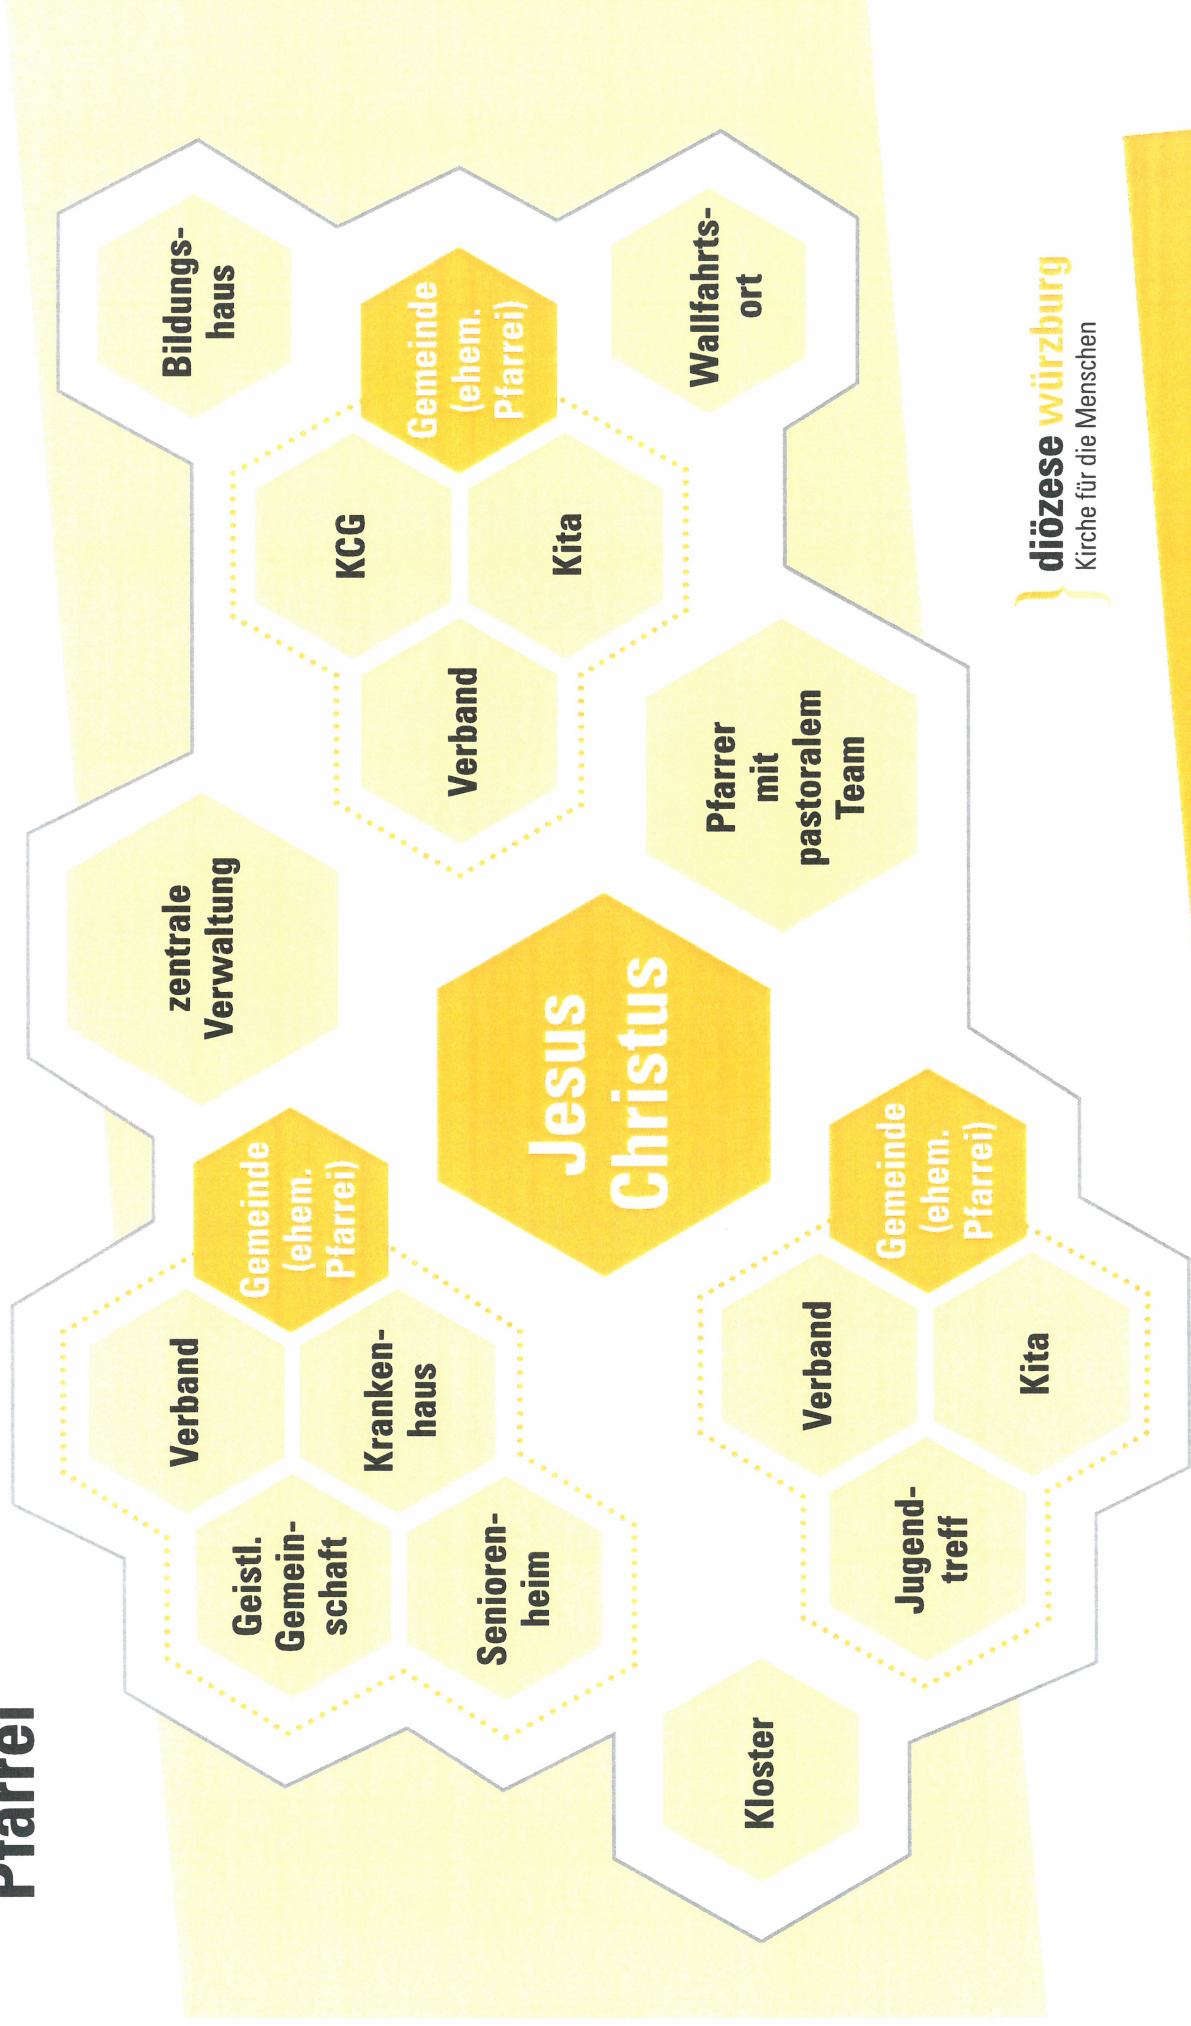 Pfarrei
Verband
Geistl.
Gemein-
schaft
Kranken-
haus
Senioren-
heim
Gemeinde
(ehem.
Pfarrei)
zentrale
Verwaltung
Bildungs-
haus
KCG
Verband
Kita
Gemeinde
(ehem.
Pfarrei)
Jesus
Christus
Pfarrer
mit
pastoralem
Team
Wallfahrts-
ort
Kloster
Verband
Jugend-
treff
Kita
Gemeinde
(ehem.
Pfarrei)
diözese würzburg
Kirche für die Menschen